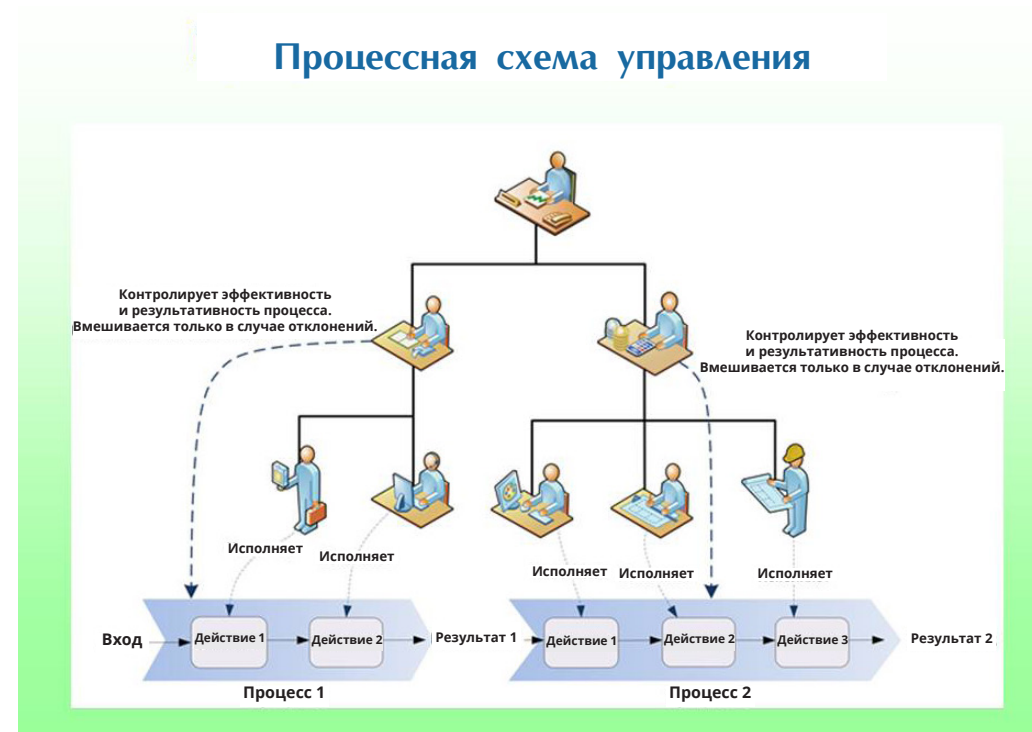 Процессная схема управления
Контролирует эффективность
и результативность процесса.
Вмешивается только в случае отклонений.
Контролирует эффективность
и результативность процесса.
Вмешивается только в случае отклонений.
Исполняет
Исполняет
Исполняет
Исполняет
Исполняет
Вход
Действие 1
Действие 2
Результат 1
Действие 1
Действие 2
Действие 3
Результат 2
Процесс 1
Процесс 2